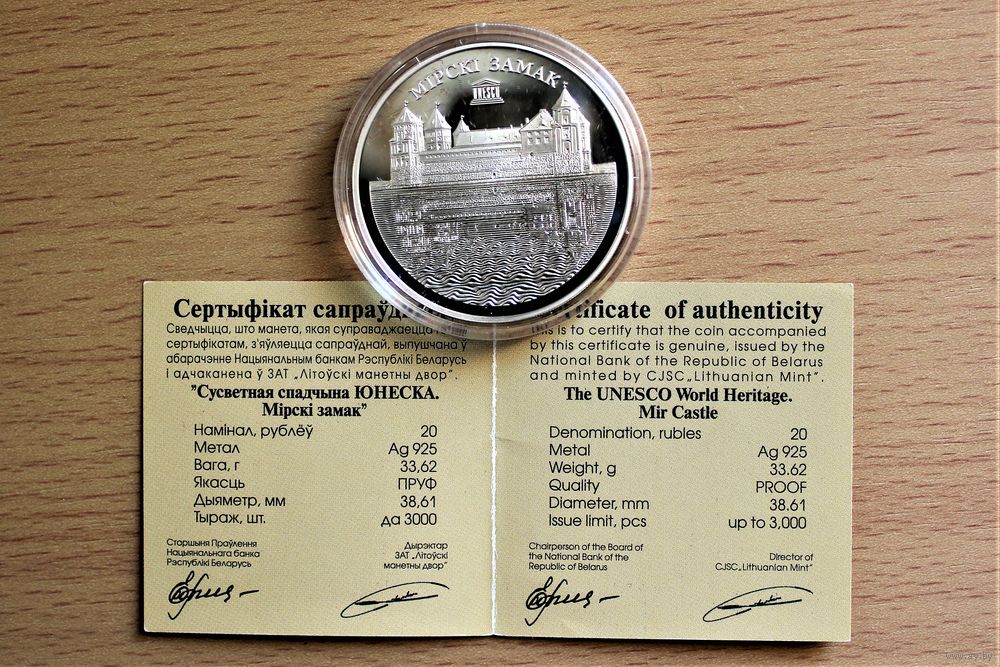 МІРСКІ ЗАМАК
UNESCO
Сертыфікат
Сведчыцца, што манета, якая суправаджаецца
сертыфікатам, з'яўляецца сапраўднай, выпушчана ў
абарачэнне Нацыянальным банкам Рэспублікі Беларусь
і адчаканена ў ЗАТ „Літоўскі манетны двор".
"Сусветная спадчына ЮНЕСКА.
Мірскі замак"
Намінал, рублёў 20
Метал Ag 925
Вага, г 33,62
Якасць ПРУФ
Дыяметр, мм 38,61
Тыраж, шт. да 3000
Старшыня Праўлення
Нацыянальнага банка
Рэспублікі Беларусь
Дырэктар
ЗАТ „Літоўскі
манетны двор"
of authenticity
This is to certify that the coin accompanied
by this certificate is genuine, issued by the
National Bank of the Republic of Belarus
and minted by CJSC„Lithuanian Mint".
The UNESCO World Heritage.
Mir Castle
Denomination, rubles 20
Metal Ag 925
Weight, g 33.62
Quality PROOF
Diameter, mm 38.61
Issue limit, pcs up to 3,000
Chairperson of the Board of
the National Bank of the
Republic of Belarus
Director of
CJSC„Lithuanian Mint"
www.ay.by